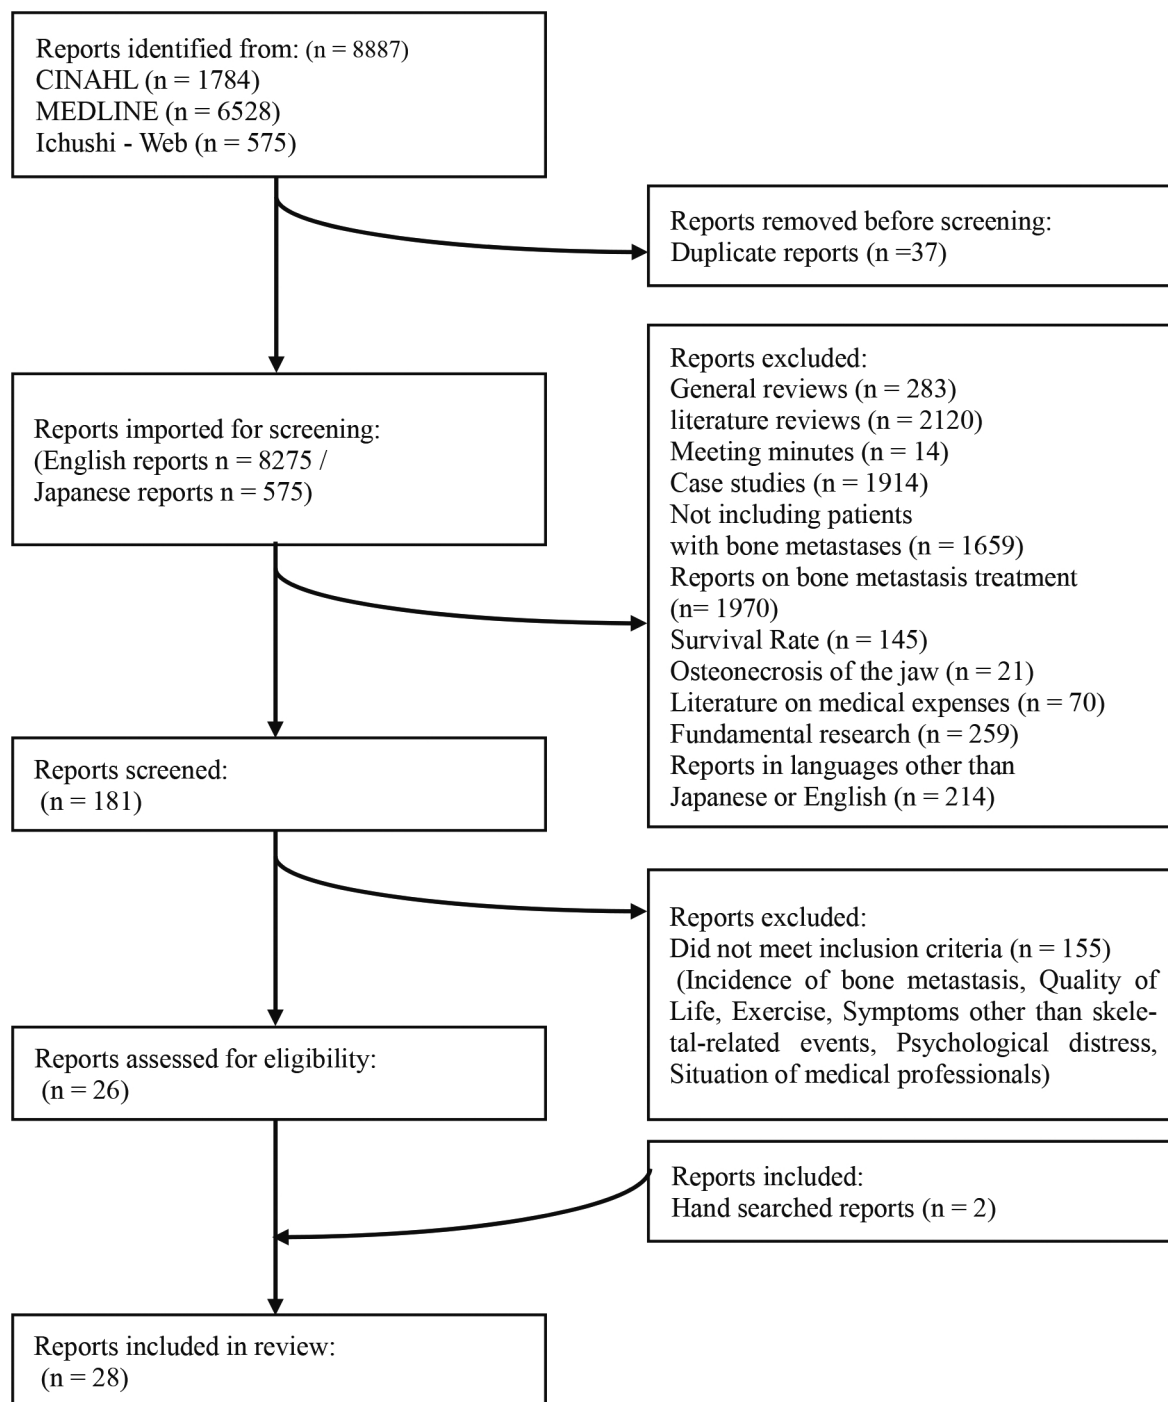 Reports identified from: (n = 8887)
CINAHL (n = 1784)
MEDLINE (n = 6528)
Ichushi - Web (n = 575)
Reports removed before screening:
Duplicate reports (n =37)
Reports imported for screening:
(English reports n = 8275 /
Japanese reports n = 575)
Reports excluded:
General reviews (n = 283)
literature reviews (n = 2120)
Meeting minutes (n = 14)
Case studies (n = 1914)
Not including patients
with bone metastases (n = 1659)
Reports on bone metastasis treatment
(n= 1970)
Survival Rate (n = 145)
Osteonecrosis of the jaw (n = 21)
Literature on medical expenses (n = 70)
Fundamental research (n = 259)
Reports in languages other than
Japanese or English (n = 214)
Reports screened:
(n = 181)
Reports excluded:
Did not meet inclusion criteria (n = 155)
(Incidence of bone metastasis, Quality of
Life, Exercise, Symptoms other than skele-
tal-related events, Psychological distress,
Situation of medical professionals)
Reports assessed for eligibility:
(n = 26)
Reports included:
Hand searched reports (n = 2)
Reports included in review:
(n = 28)